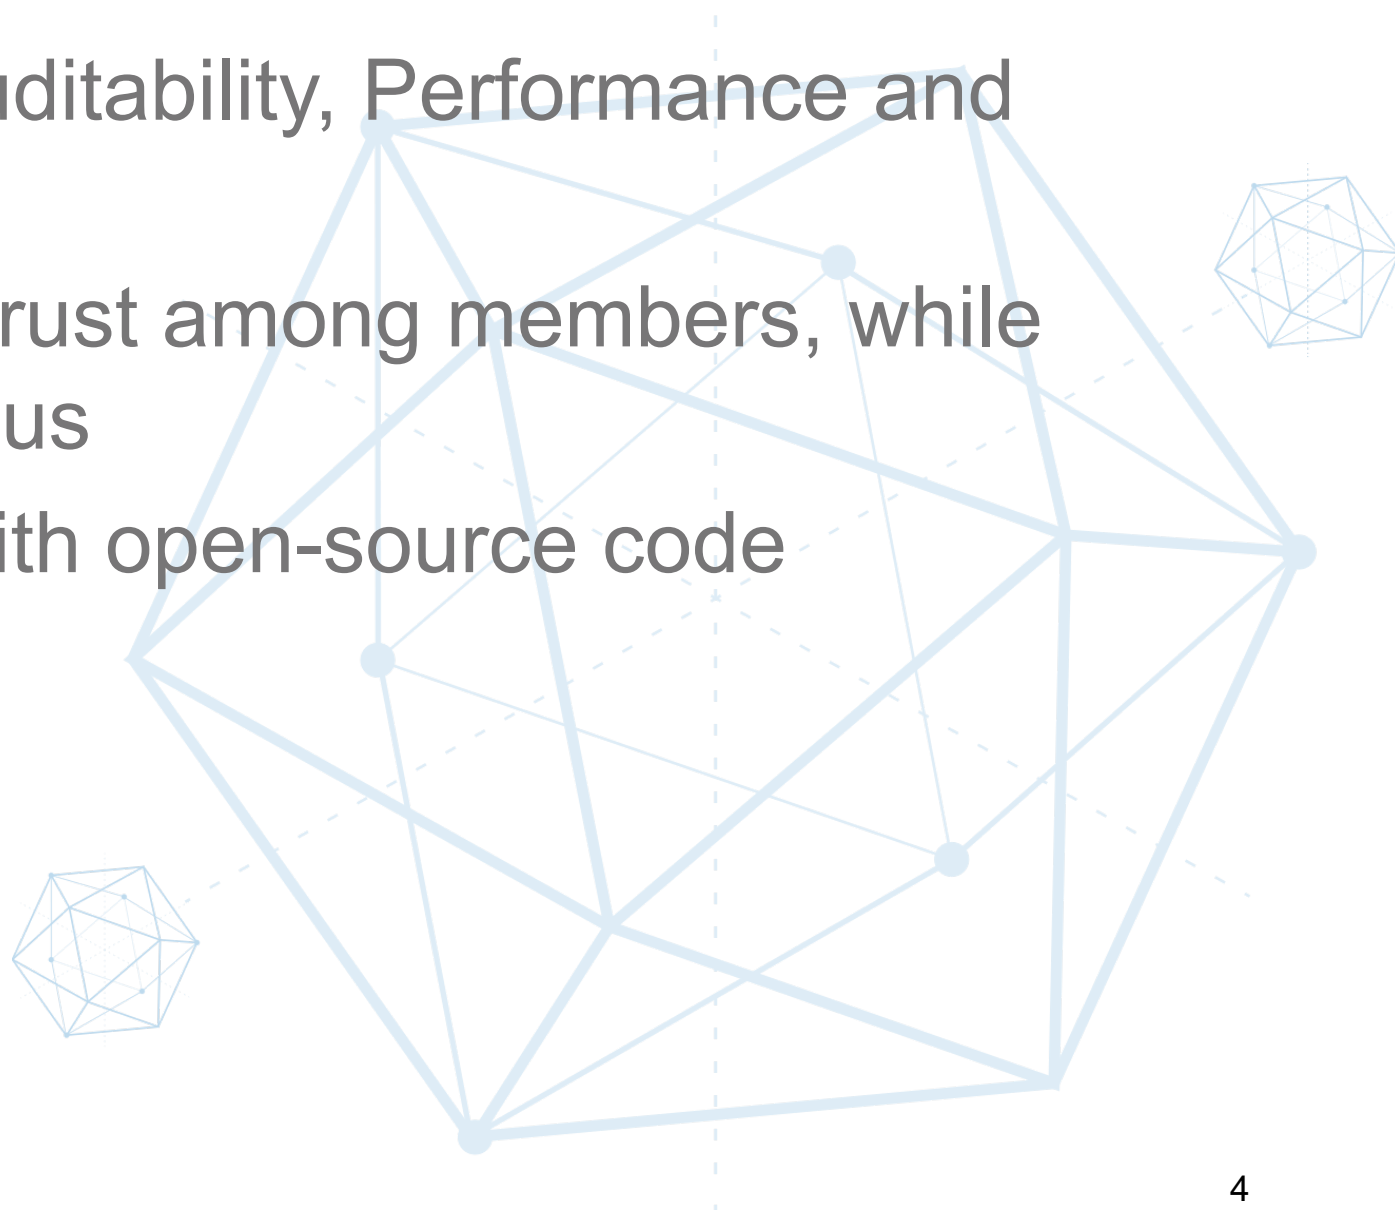 uditability, Performance and
rust among members, while
us
ith open-source code
4